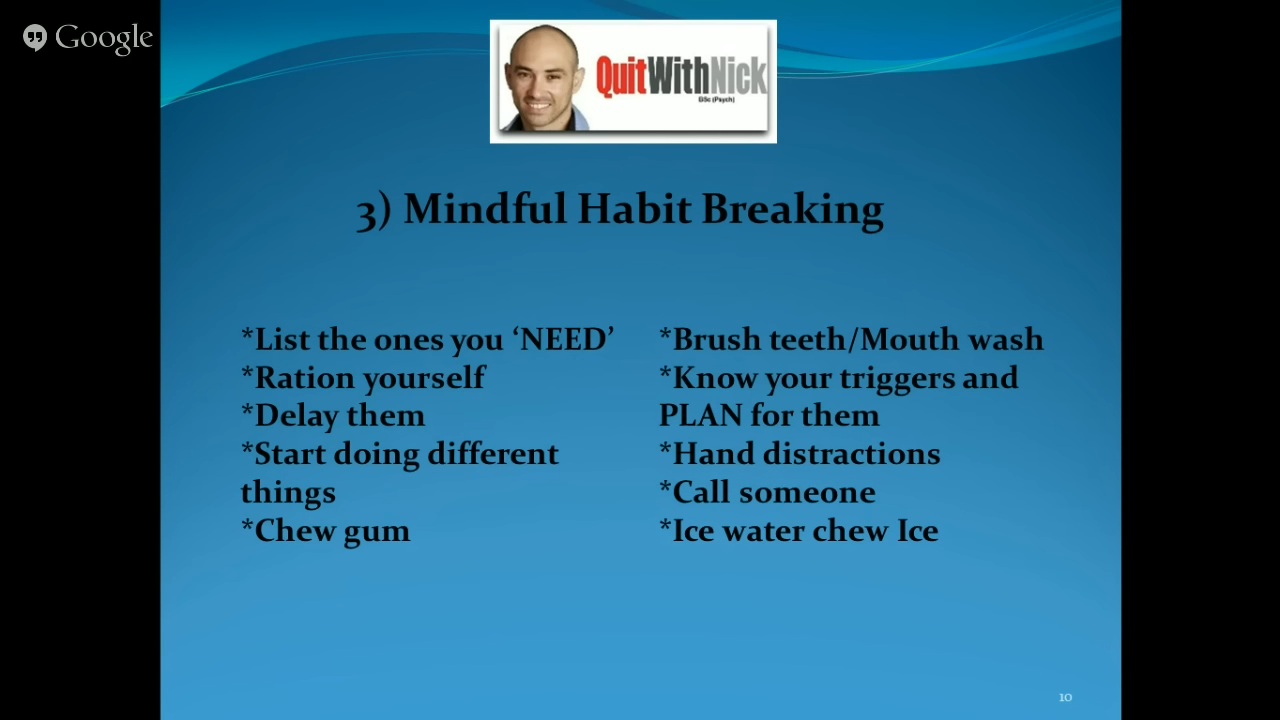 Google
QuitWithNick
BSc (Psych)
3) Mindful Habit Breaking
*List the ones you ‘NEED’
*Ration yourself
*Delay them
*Start doing different
things
*Chew gum
*Brush teeth/Mouth wash
*Know your triggers and
PLAN for them
*Hand distractions
*Call someone
*Ice water chew Ice
10